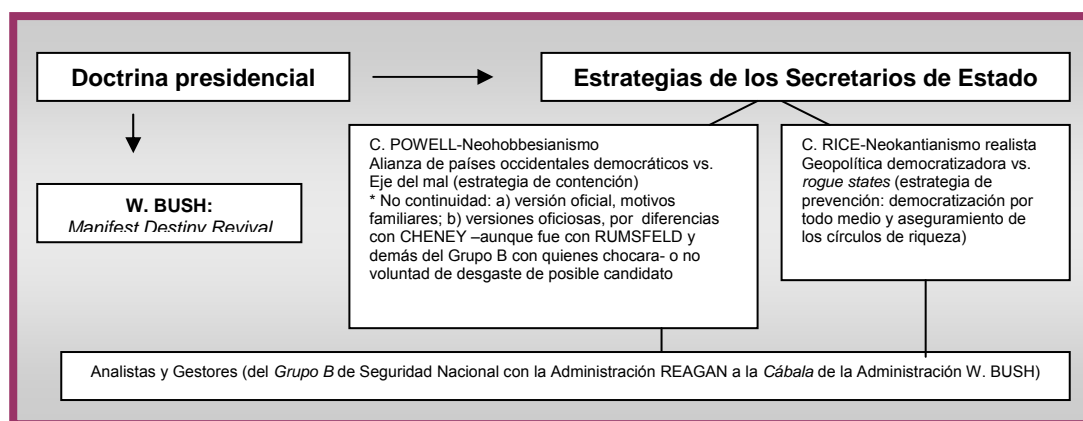 Doctrina presidencial
Estrategias de los Secretarios de Estado
W. BUSH:
Manifest Destiny Revival
C. POWELL-Neohobbesianismo
Alianza de países occidentales democráticos vs.
Eje del mal (estrategia de contención)
* No continuidad: a) versión oficial, motivos
familiares; b) versiones oficiosas, por diferencias
con CHENEY –aunque fue con RUMSFELD y
demás del Grupo B con quienes chocara- o no
voluntad de desgaste de posible candidato
C. RICE-Neokantianismo realista
Geopolítica democratizadora vs.
rogue states (estrategia de
prevención: democratización por
todo medio y aseguramiento de
los círculos de riqueza)
Analistas y Gestores (del Grupo B de Seguridad Nacional con la Administración REAGAN a la Cábala de la Administración W. BUSH)